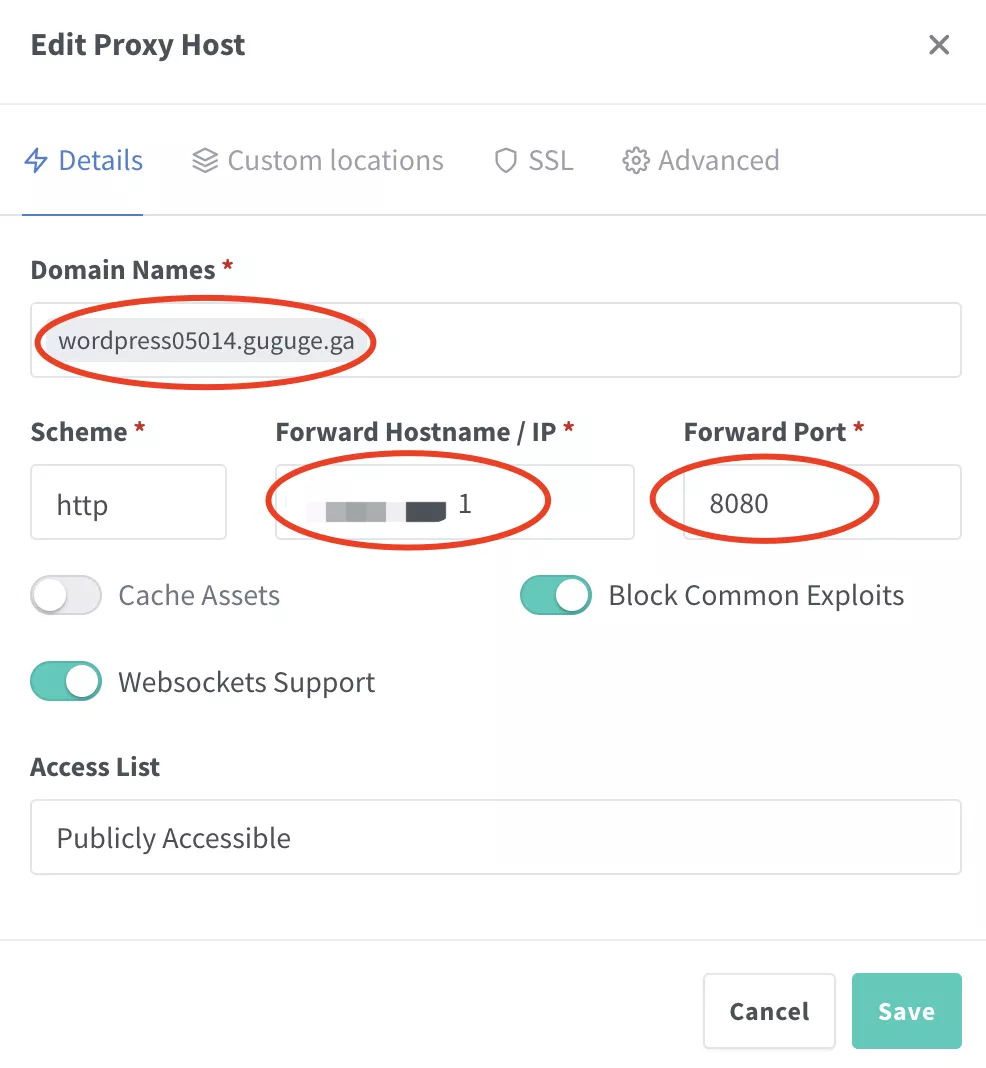 Edit Proxy Host
Details Custom locations SSL Advanced
Domain Names *
wordpress05014.guguge.ga
Scheme * Forward Hostname / IP * Forward Port *
http 1 8080
Cache Assets Block Common Exploits
Websockets Support
Access List
Publicly Accessible
Cancel Save